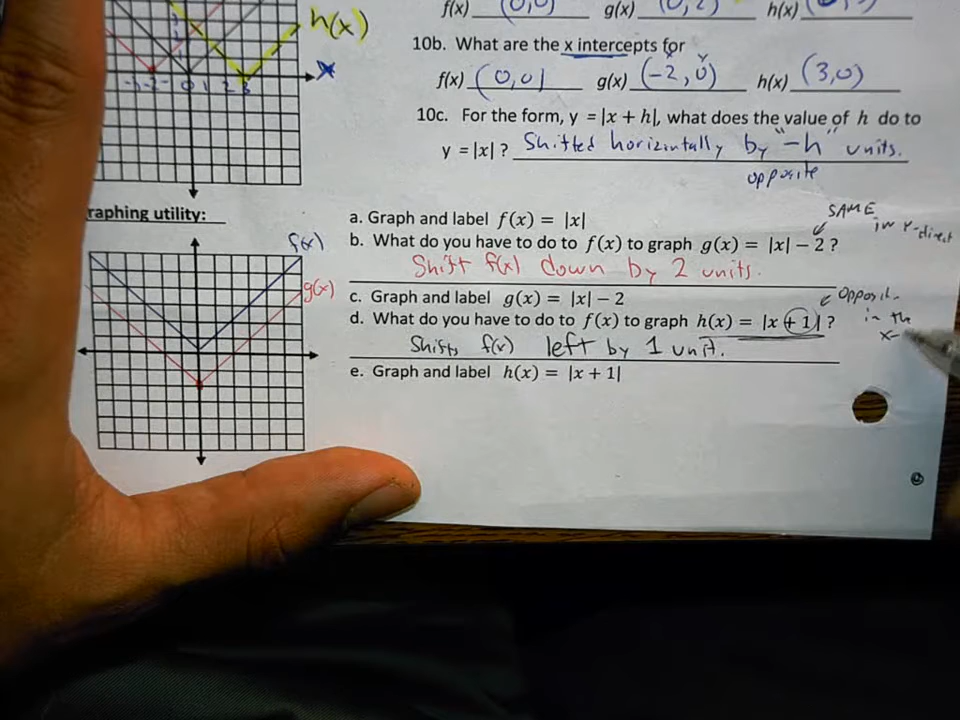 f(x) (0,0) g(x) (0,2) h(x)
h(x)
10b. What are the x intercepts for
x
f(x) (0,0) g(x) (-2,0) h(x) (3,0)
10c. For the form, y = |x + h|, what does the value of h do to
y = |x| ? Shifted horizontally by "-h" units.
opposite
raphing utility:
a. Graph and label f(x) = |x|
SAME
in Y-direct
b. What do you have to do to f(x) to graph g(x) = |x| − 2 ?
f(x)
Shift f(x) down by 2 units.
g(x)
c. Graph and label g(x) = |x| − 2
opposit
in the
x-
d. What do you have to do to f(x) to graph h(x) = |x + 1| ?
Shifts f(x) left by 1 unit.
e. Graph and label h(x) = |x + 1|